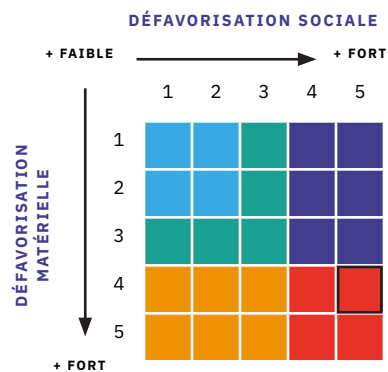 DÉFAVORISATION SOCIALE
+ FAIBLE
+ FORT
1 2 3 4 5
DÉFAVORISATION
MATÉRIELLE
1
2
3
4
5
+ FORT